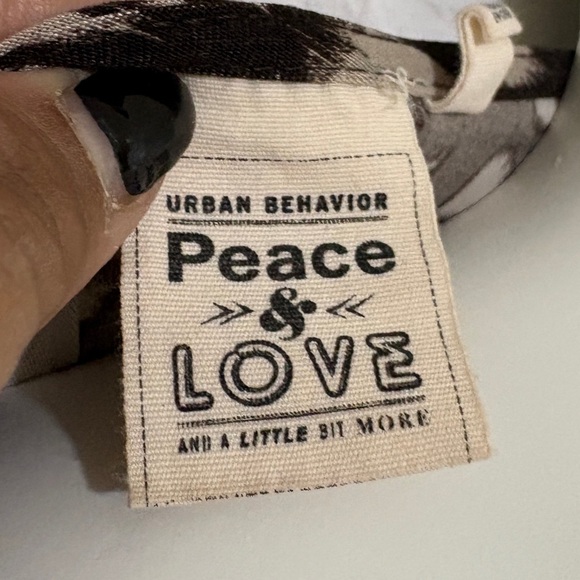 URBAN BEHAVIOR
Peace
&
LOVE
AND A LITTLE BIT MORE